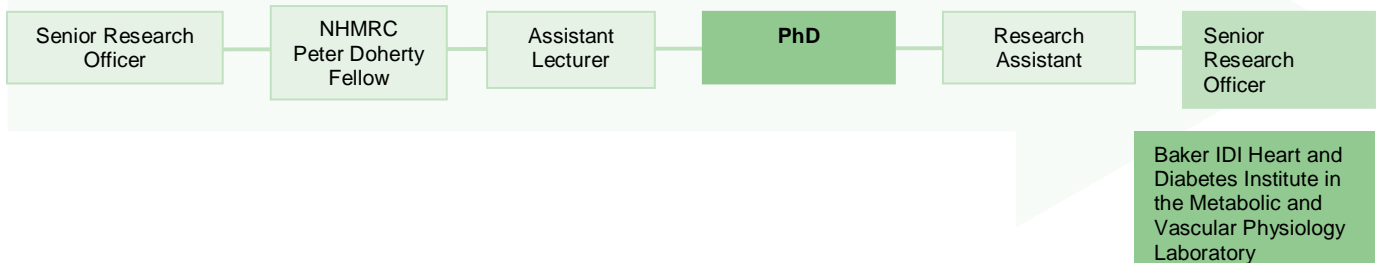 Senior Research
Officer
NHMRC
Peter Doherty
Fellow
Assistant
Lecturer
PhD
Research
Assistant
Senior
Research
Officer
Baker IDI Heart and
Diabetes Institute in
the Metabolic and
Vascular Physiology
Laboratory